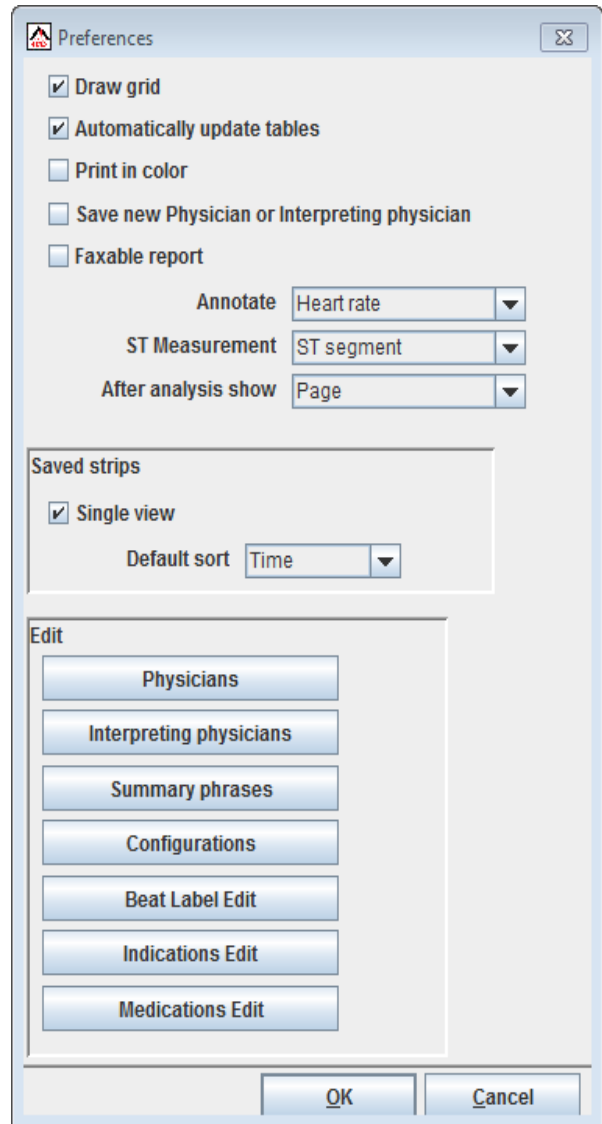 Preferences
Draw grid
Automatically update tables
Print in color
Save new Physician or Interpreting physician
Faxable report
Annotate Heart rate
ST Measurement ST segment
After analysis show Page
Saved strips
Single view
Default sort Time
Edit
Physicians
Interpreting physicians
Summary phrases
Configurations
Beat Label Edit
Indications Edit
Medications Edit
OK Cancel